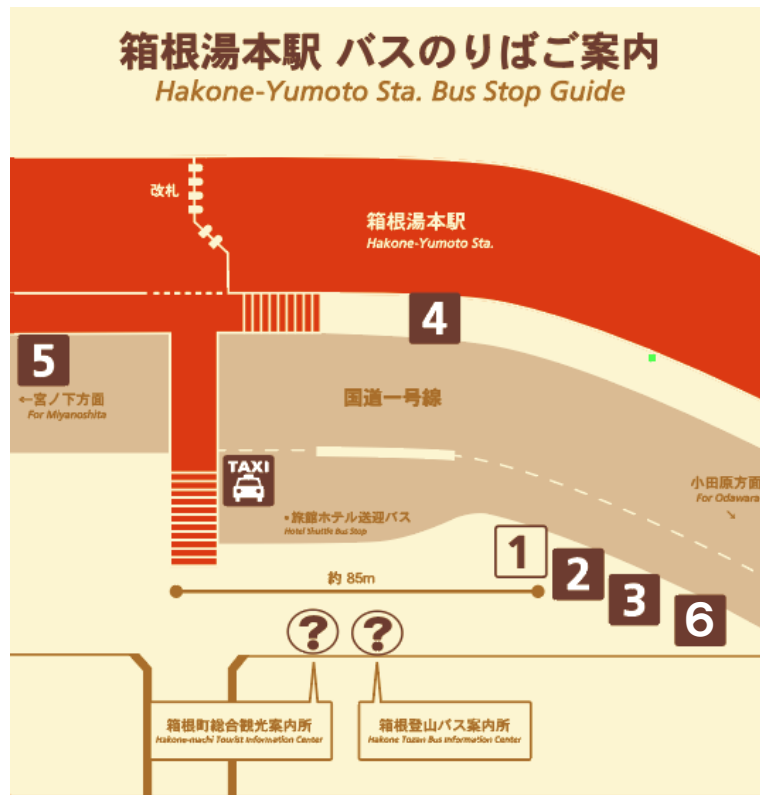 箱根湯本駅 バスのりばご案内
Hakone-Yumoto Sta. Bus Stop Guide
改札
箱根湯本駅
Hakone-Yumoto Sta.
4
5
←宮ノ下方面
For Miyanoshita
国道一号線
TAXI
小田原方面
For Odawara
↘
•旅館ホテル送迎バス
Hotel Shuttle Bus Stop
1
2
3
6
約 85m
?
?
箱根町総合観光案内所
Hakone-machi Tourist Information Center
箱根登山バス案内所
Hakone Tozan Bus Information Center